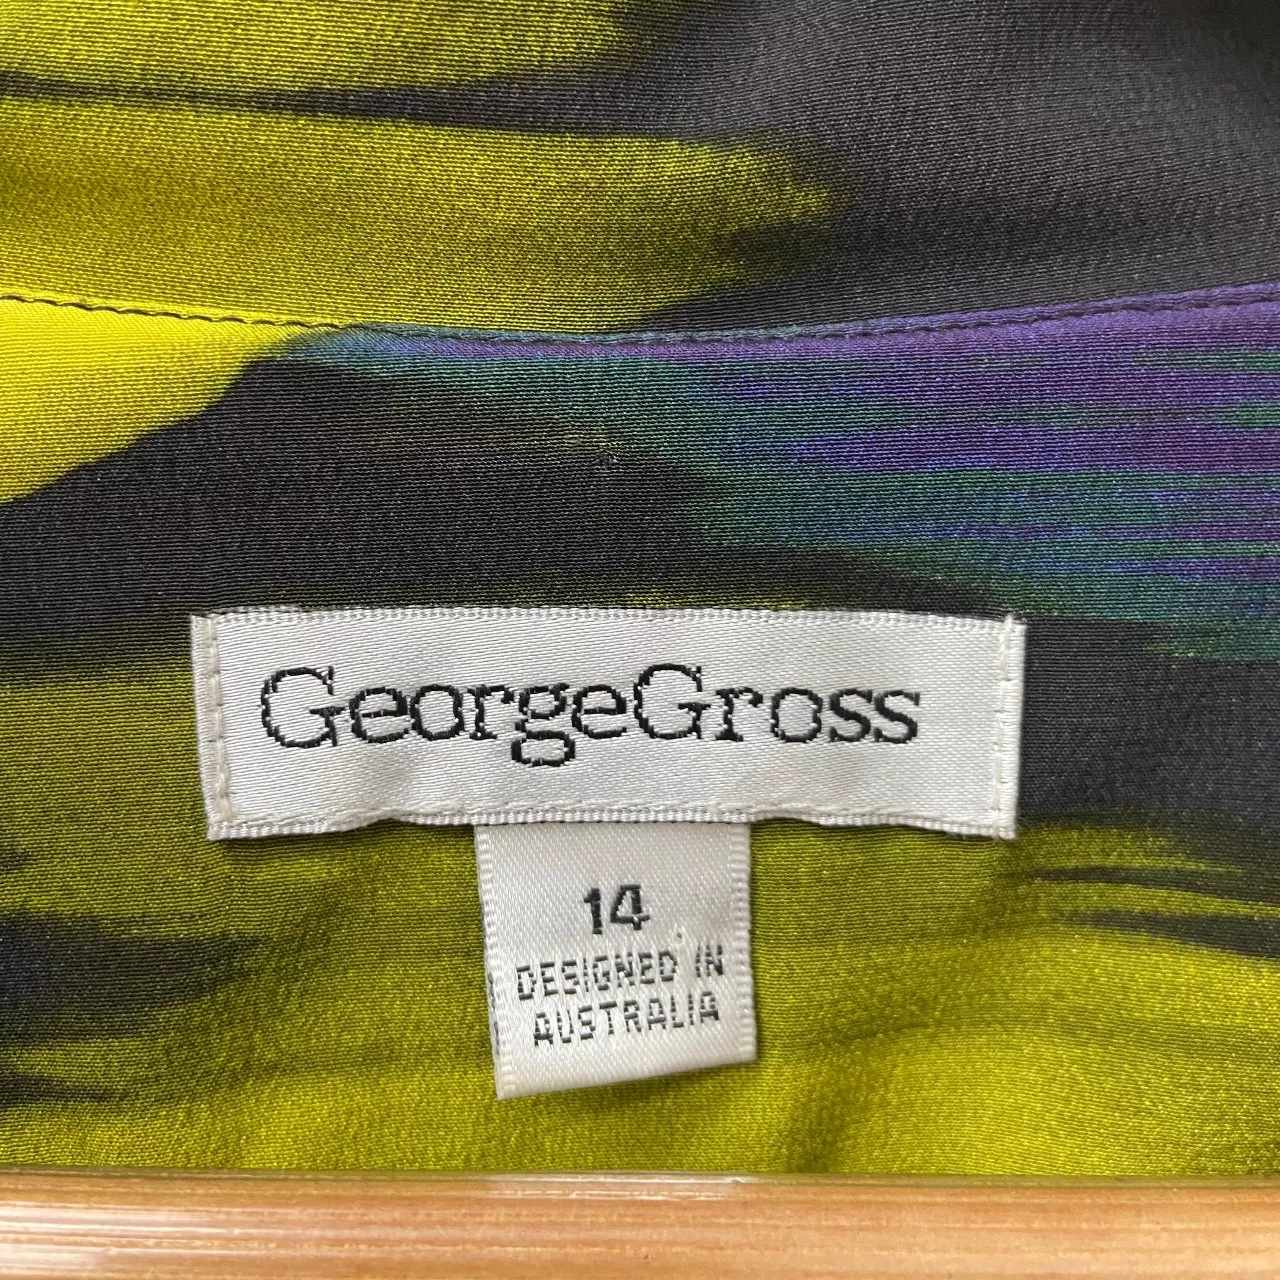 GeorgeGross
14
DESIGNED IN
AUSTRALIA